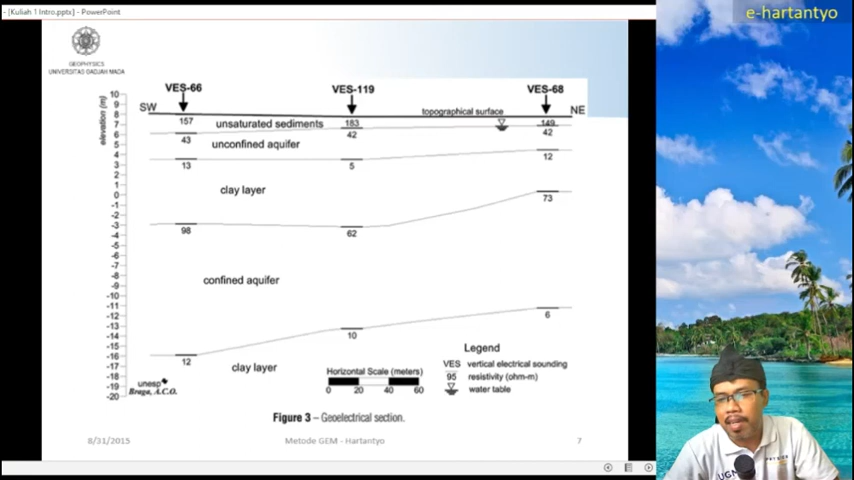 - [Kuliah 1 Intro.pptx] - PowerPoint
e-hartantyo
GEOPHYSICS
UNIVERSITAS GADJAH MADA
VES-66
VES-119
VES-68
SW
NE
topographical surface
elevation (m)
10
9
8
7
6
5
4
3
2
1
0
-1
-2
-3
-4
-5
-6
-7
-8
-9
-10
-11
-12
-13
-14
-15
-16
-17
-18
-19
-20
157
unsaturated sediments
183
149
43
42
42
unconfined aquifer
13
5
12
clay layer
73
98
62
confined aquifer
12
10
6
clay layer
Legend
VES vertical electrical sounding
95 resistivity (ohm-m)
water table
Horizontal Scale (meters)
0 20 40 60
unesp
Braga, A.C.O.
Figure 3 – Geoelectrical section.
8/31/2015
Metode GEM - Hartantyo
7
UGM